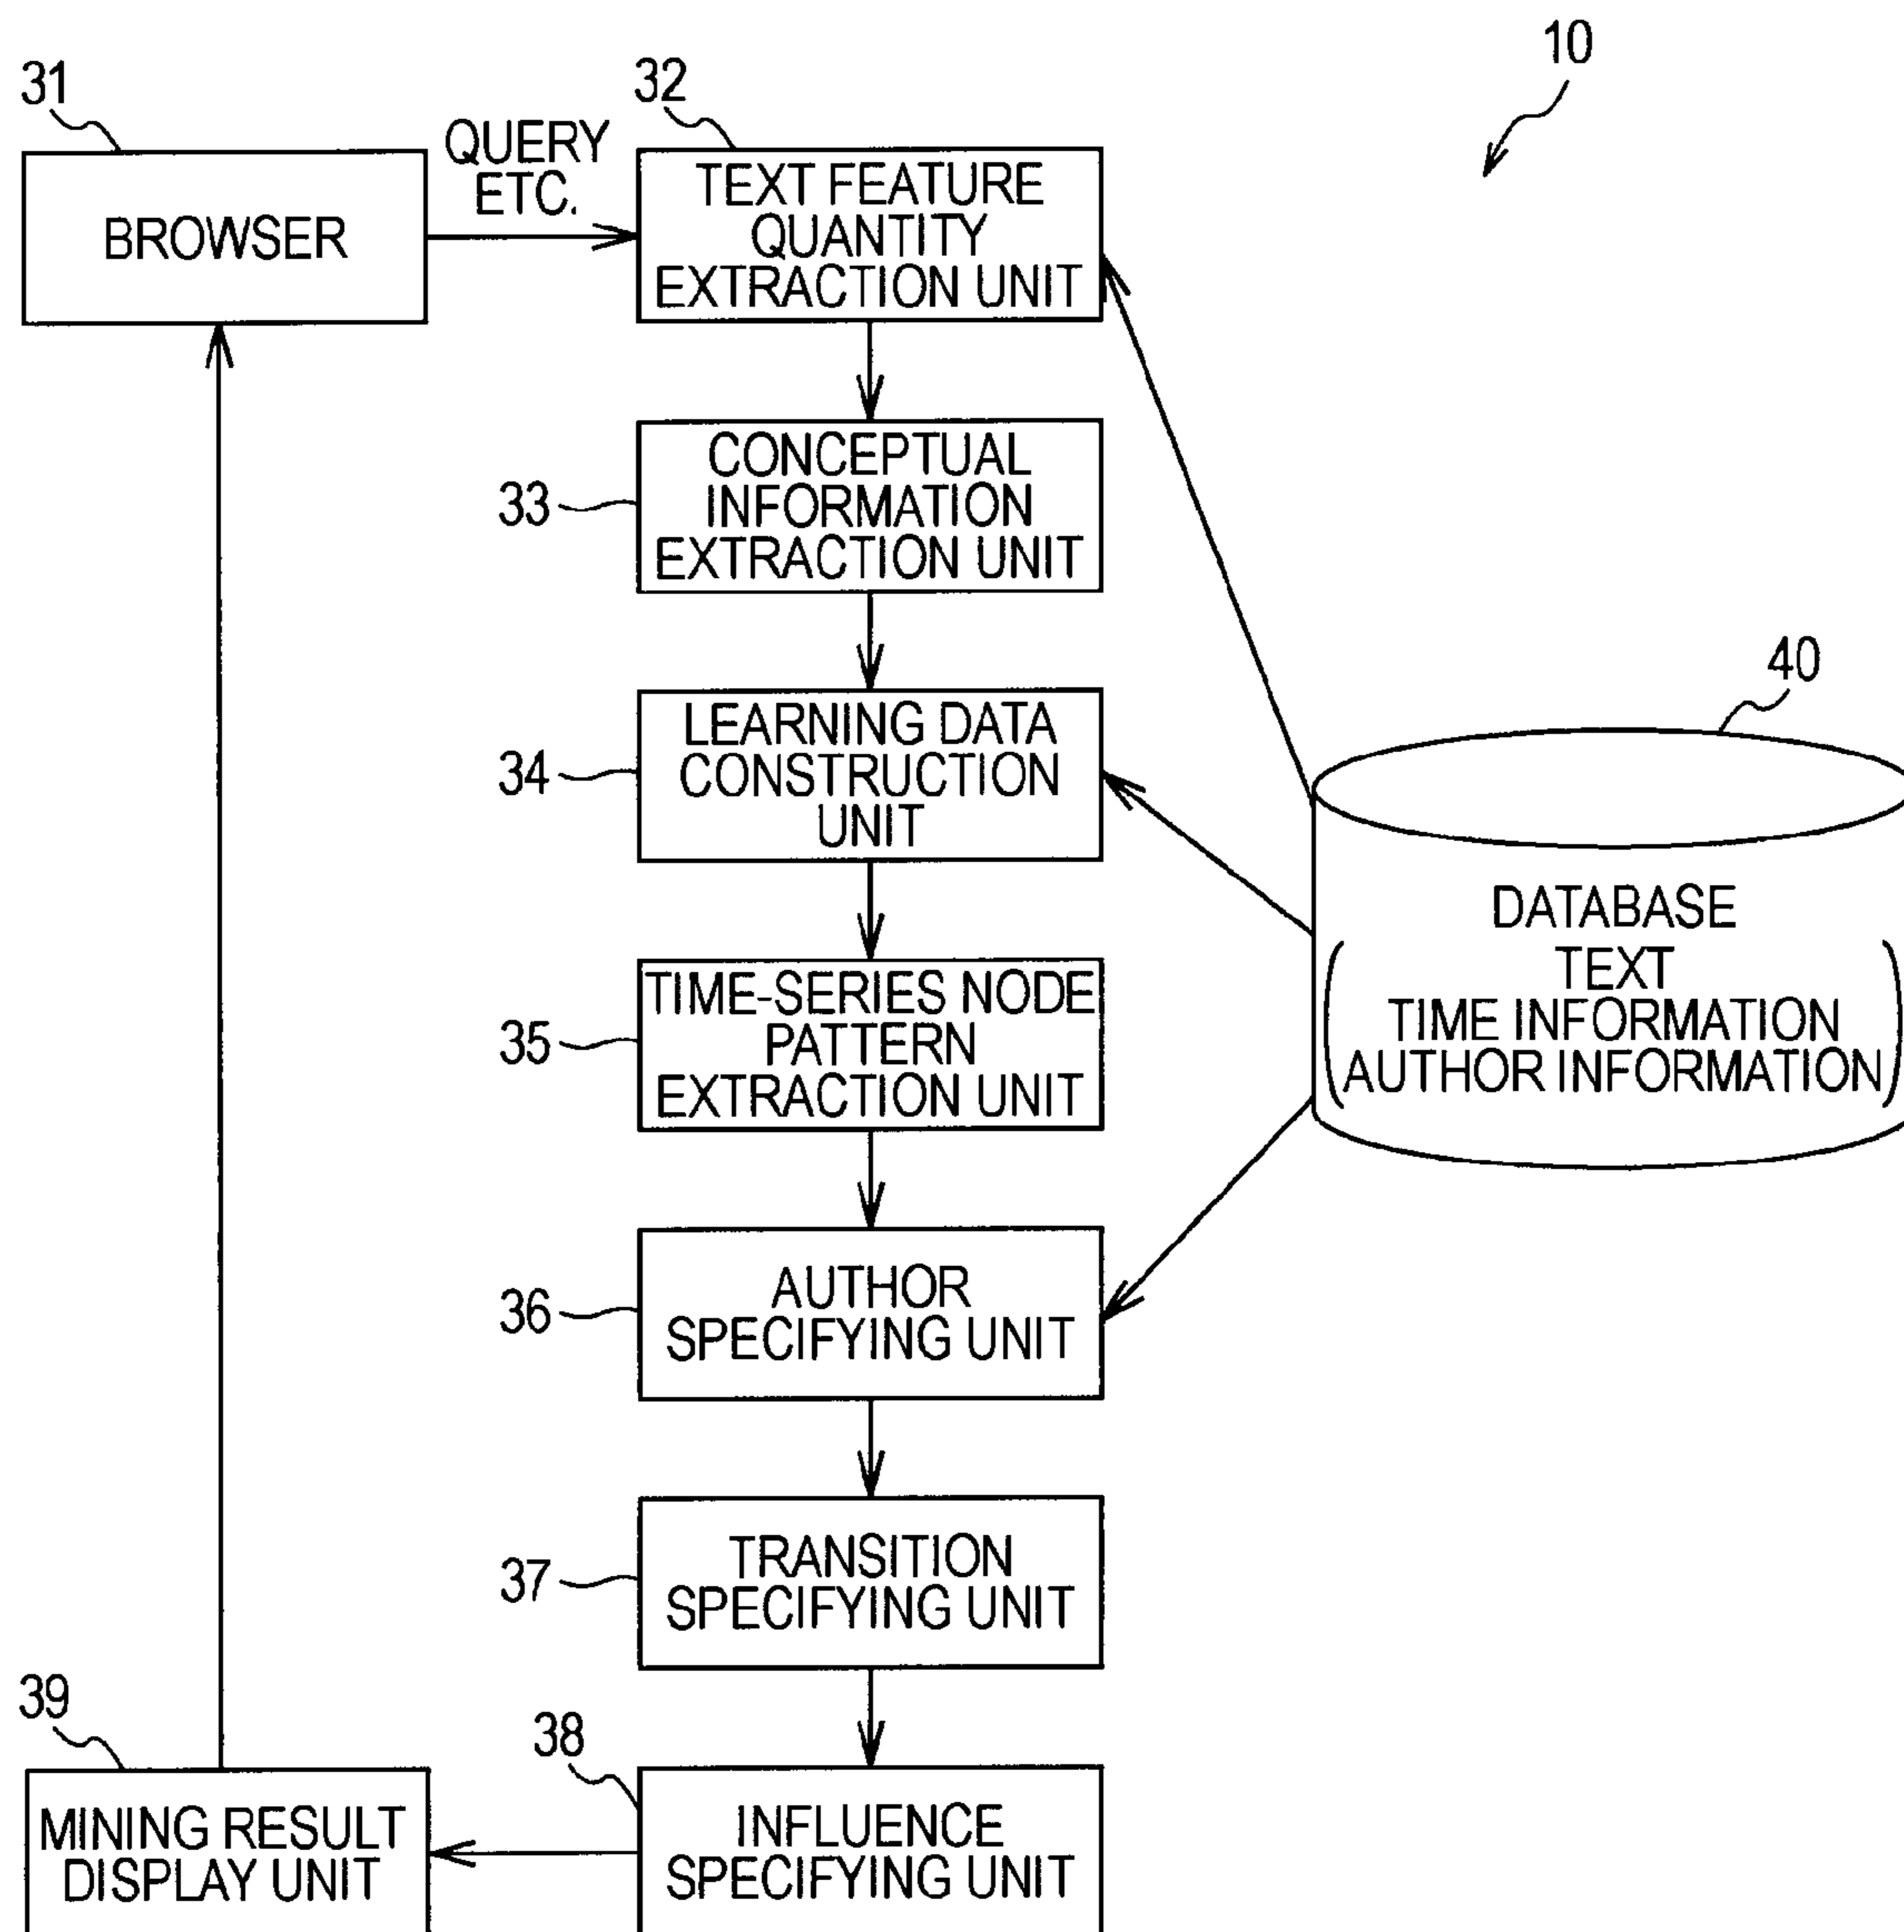 10
31
32
QUERY
ETC.
BROWSER
TEXT FEATURE
QUANTITY
EXTRACTION UNIT
33
CONCEPTUAL
INFORMATION
EXTRACTION UNIT
34
LEARNING DATA
CONSTRUCTION
UNIT
40
DATABASE
TEXT
TIME INFORMATION
AUTHOR INFORMATION
35
TIME-SERIES NODE
PATTERN
EXTRACTION UNIT
36
AUTHOR
SPECIFYING UNIT
37
TRANSITION
SPECIFYING UNIT
38
INFLUENCE
SPECIFYING UNIT
39
MINING RESULT
DISPLAY UNIT